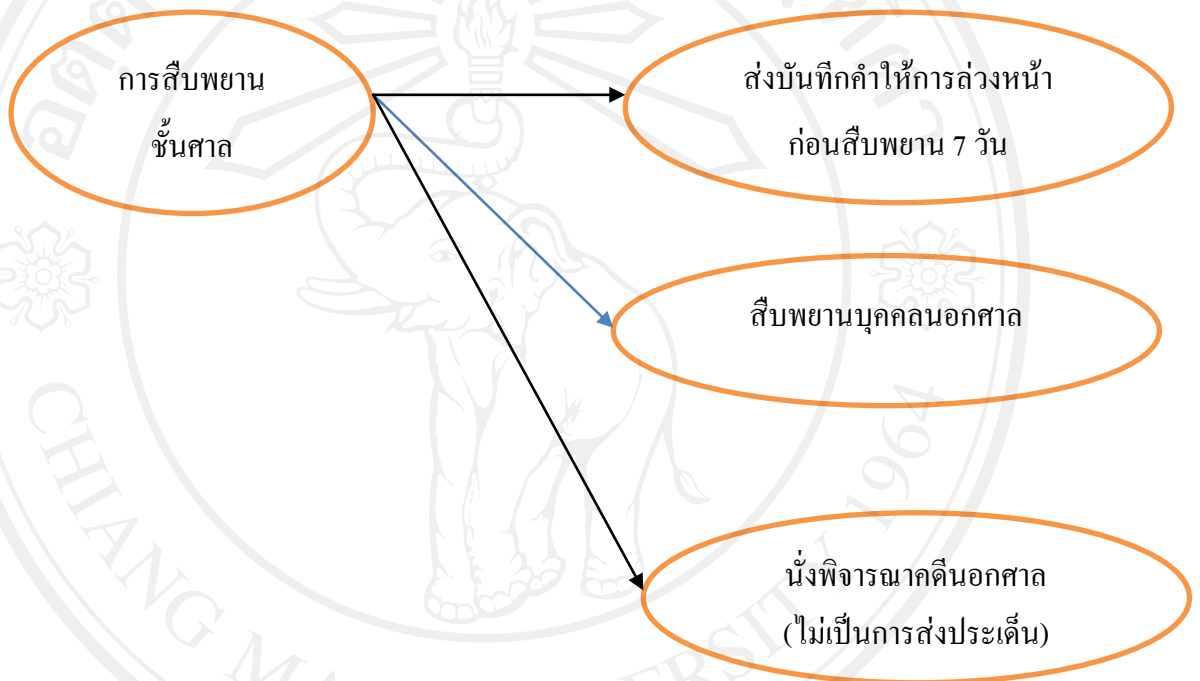 การสืบพยาน
ชั้นศาล
ส่งบันทึกคำให้การล่วงหน้า
ก่อนสืบพยาน 7 วัน
สืบพยานบุคคลนอกศาล
นั่งพิจารณาคดีนอกศาล
(ไม่เป็นการส่งประเด็น)
CHIANG MA
ERSITY 1964